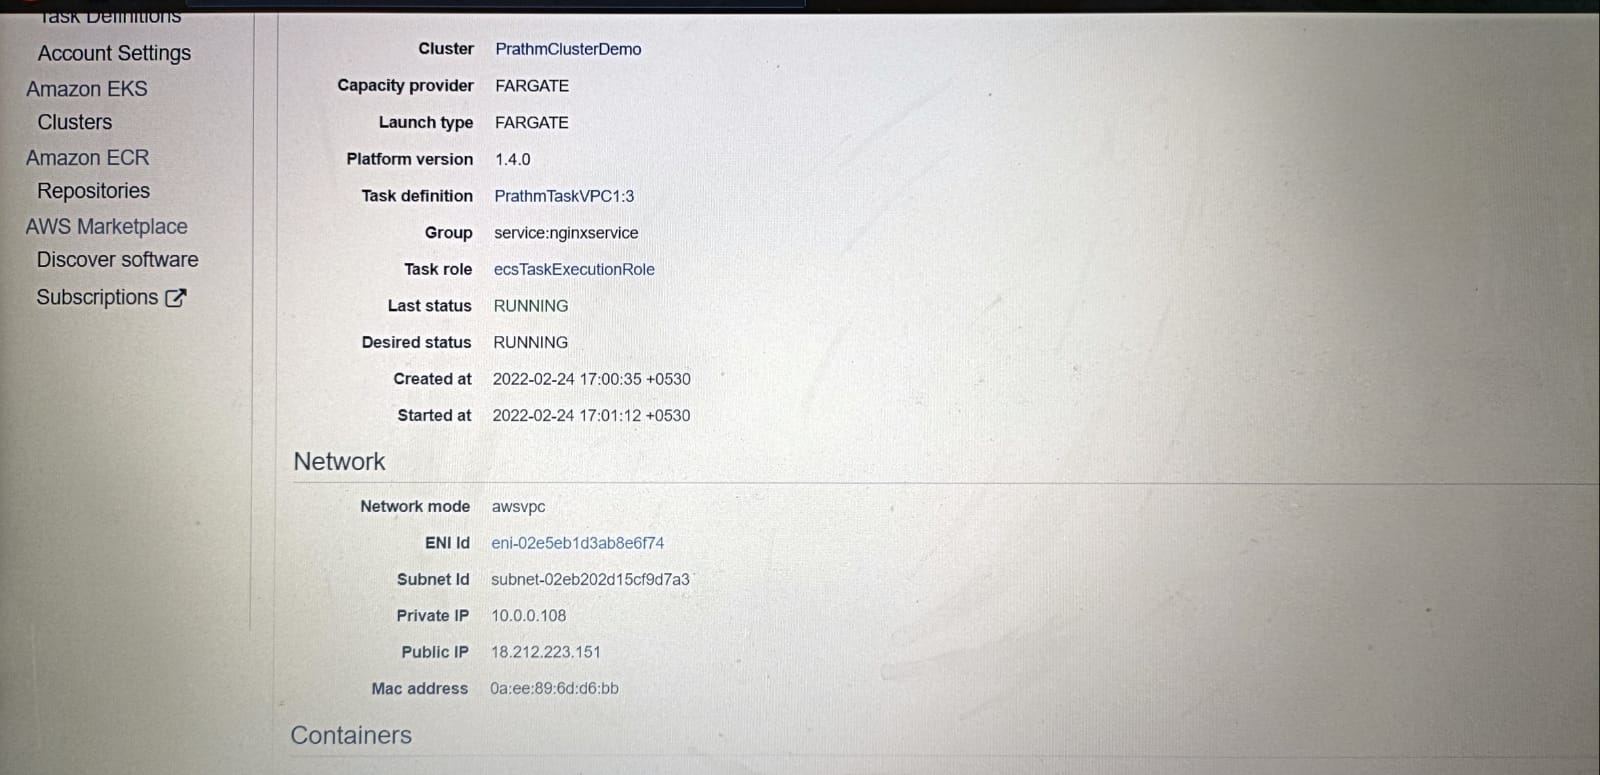 Task Definitions
Account Settings
Amazon EKS
Clusters
Amazon ECR
Repositories
AWS Marketplace
Discover software
Subscriptions
Cluster PrathmClusterDemo
Capacity provider FARGATE
Launch type FARGATE
Platform version 1.4.0
Task definition PrathmTaskVPC1:3
Group service:nginxservice
Task role ecsTaskExecutionRole
Last status RUNNING
Desired status RUNNING
Created at 2022-02-24 17:00:35 +0530
Started at 2022-02-24 17:01:12 +0530
Network
Network mode awsvpc
ENI Id eni-02e5eb1d3ab8e6f74
Subnet Id subnet-02eb202d15cf9d7a3
Private IP 10.0.0.108
Public IP 18.212.223.151
Mac address 0a:ee:89:6d:d6:bb
Containers